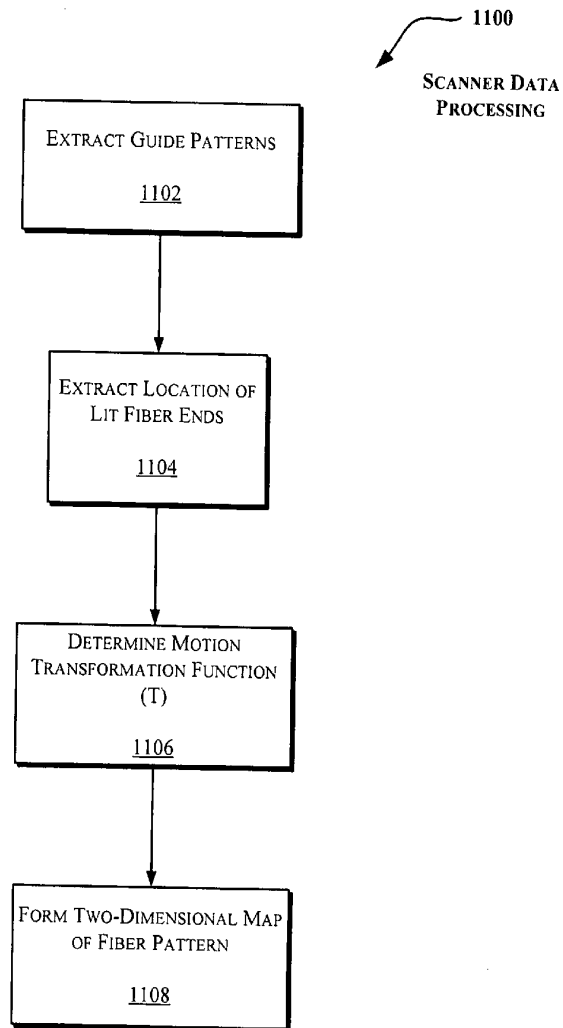 1100
SCANNER DATA
PROCESSING
EXTRACT GUIDE PATTERNS
1102
EXTRACT LOCATION OF
LIT FIBER ENDS
1104
DETERMINE MOTION
TRANSFORMATION FUNCTION
(T)
1106
FORM TWO-DIMENSIONAL MAP
OF FIBER PATTERN
1108